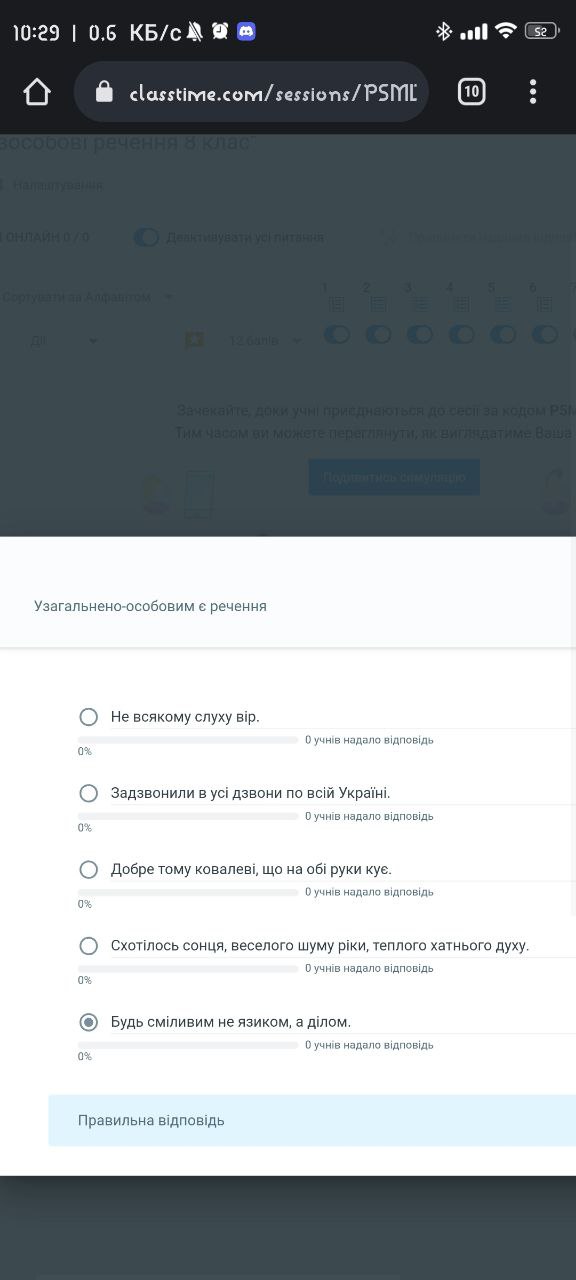 10:29 | 0.6 КБ/с
52
classtime.com/sessions/P5ML
10
зособові речення 8 клас"
Налаштування
ОНЛАЙН 0 / 0 Деактивувати усі питання
1 2 3 4 5 6
Сортувати за Алфавітом
Дії 12 балів
Зачекайте, доки учні приєднаються до сесії за кодом P5M
Тим часом ви можете переглянути, як виглядатиме Ваша
Подивитись симуляцію
Узагальнено-особовим є речення
Не всякому слуху вір.
0 учнів надало відповідь
0%
Задзвонили в усі дзвони по всій Україні.
0 учнів надало відповідь
0%
Добре тому ковалеві, що на обі руки кує.
0 учнів надало відповідь
0%
Схотілось сонця, веселого шуму ріки, теплого хатнього духу.
0 учнів надало відповідь
0%
Будь сміливим не язиком, а ділом.
0 учнів надало відповідь
0%
Правильна відповідь